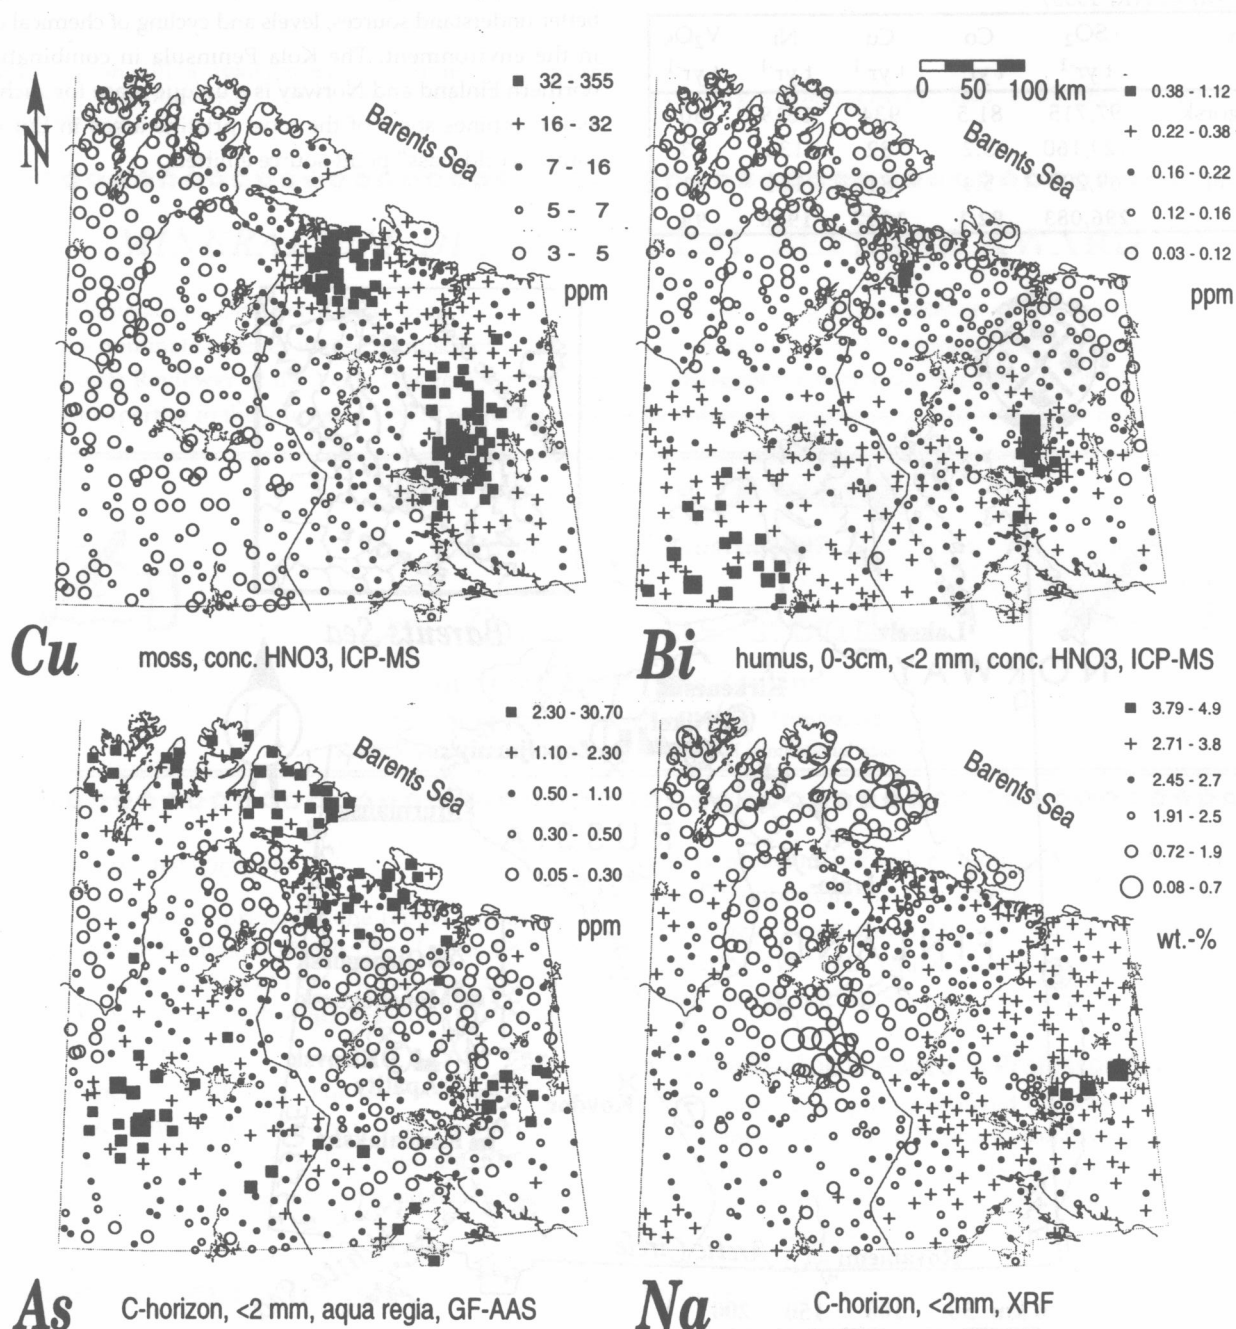 N
Barents Sea
32 - 355
16 - 32
7 - 16
5 - 7
3 - 5
ppm
Cu
moss, conc. HNO3, ICP-MS
0 50 100 km
Barents Sea
0.38 - 1.12
0.22 - 0.38
0.16 - 0.22
0.12 - 0.16
0.03 - 0.12
ppm
Bi
humus, 0-3cm, <2 mm, conc. HNO3, ICP-MS
Barents Sea
2.30 - 30.70
1.10 - 2.30
0.50 - 1.10
0.30 - 0.50
0.05 - 0.30
ppm
As
C-horizon, <2 mm, aqua regia, GF-AAS
Barents Sea
3.79 - 4.9
2.71 - 3.8
2.45 - 2.7
1.91 - 2.5
0.72 - 1.9
0.08 - 0.7
wt.-%
Na
C-horizon, <2mm, XRF